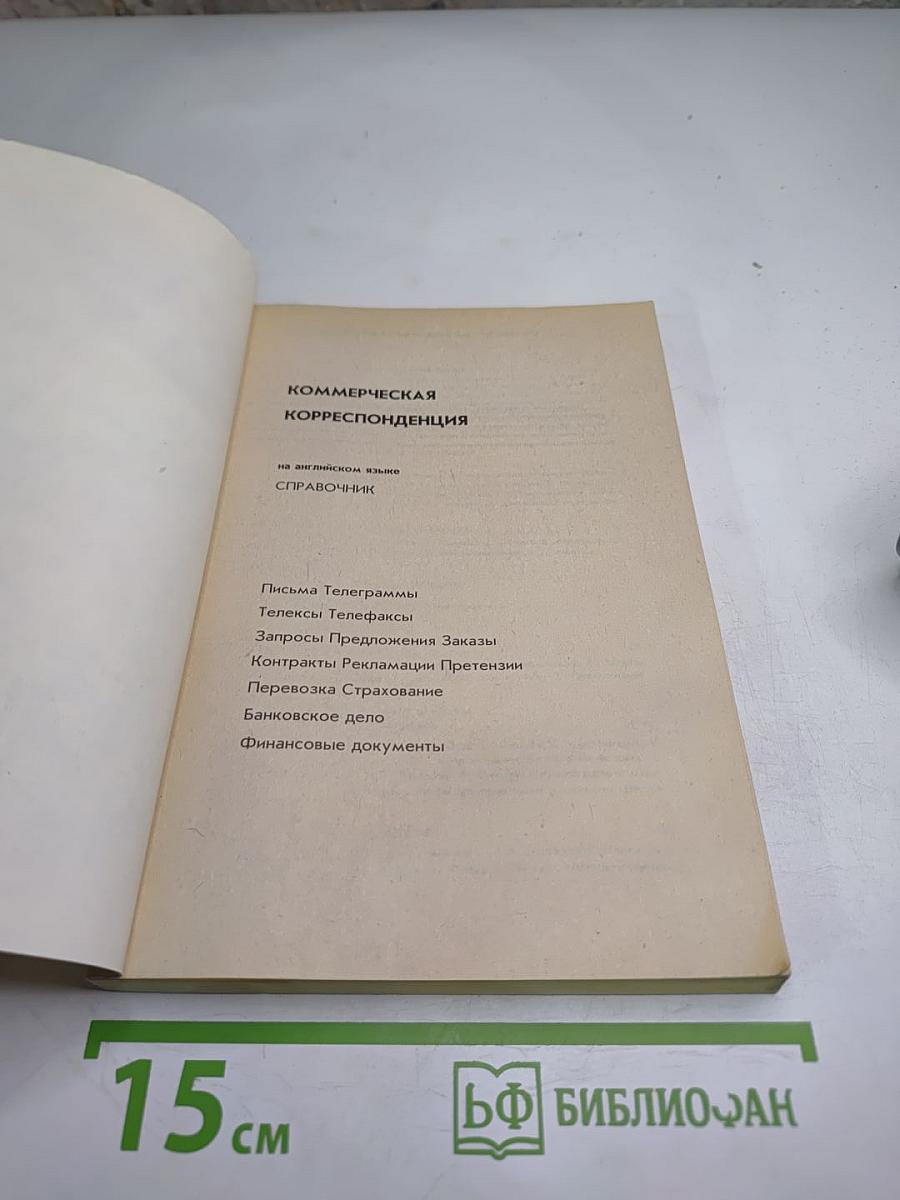 КОММЕРЧЕСКАЯ
КОРРЕСПОНДЕНЦИЯ
на английском языке
СПРАВОЧНИК
Письма Телеграммы
Телексы Телефаксы
Запросы Предложения Заказы
Контракты Рекламации Претензии
Перевозка Страхование
Банковское дело
Финансовые документы
15 см
БФ БИБЛИОФАН